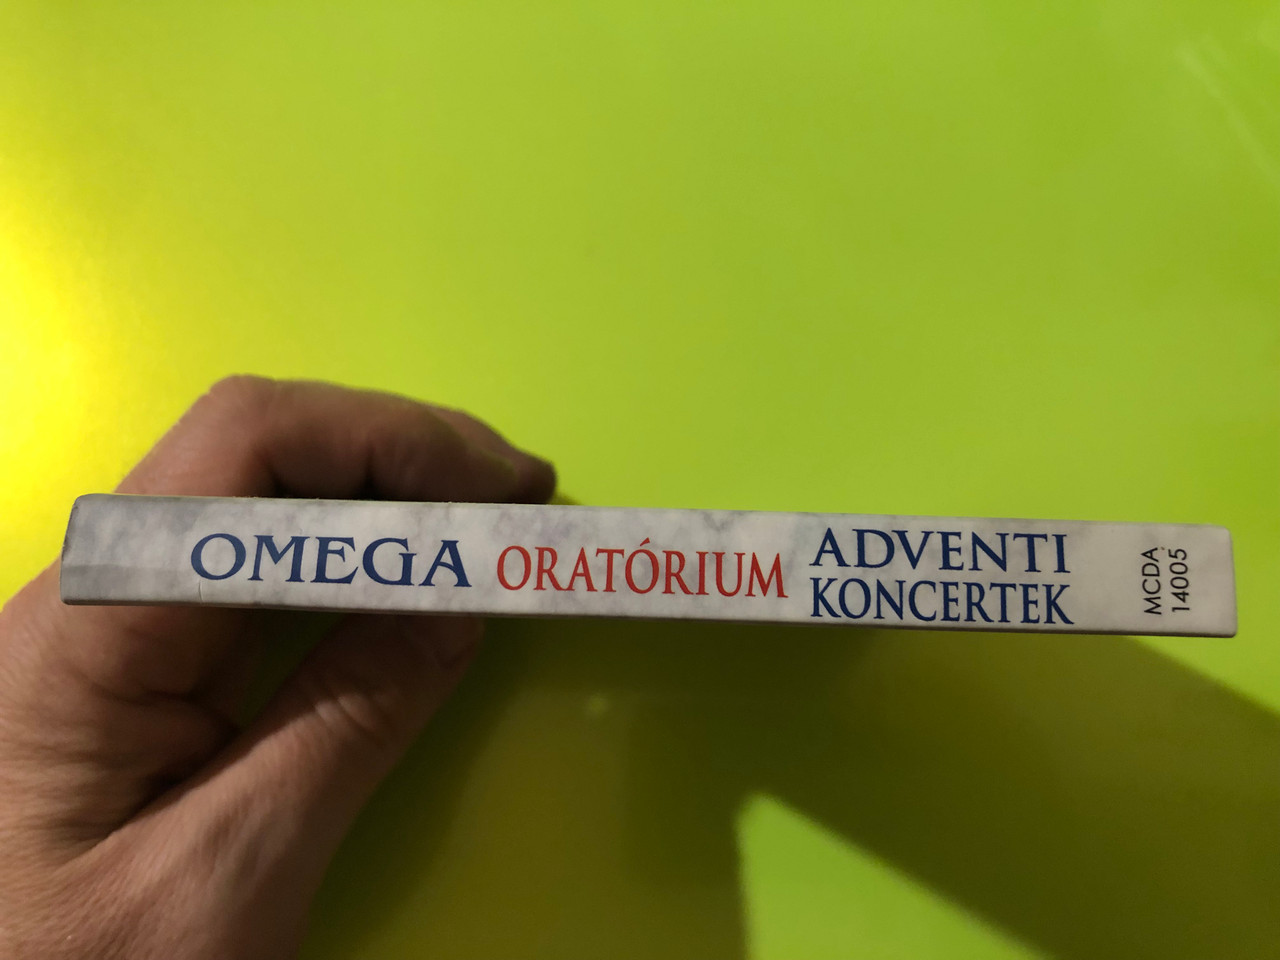 OMEGA ORATÓRIUM ADVENTI
KONCERTEK
MCDA
14005